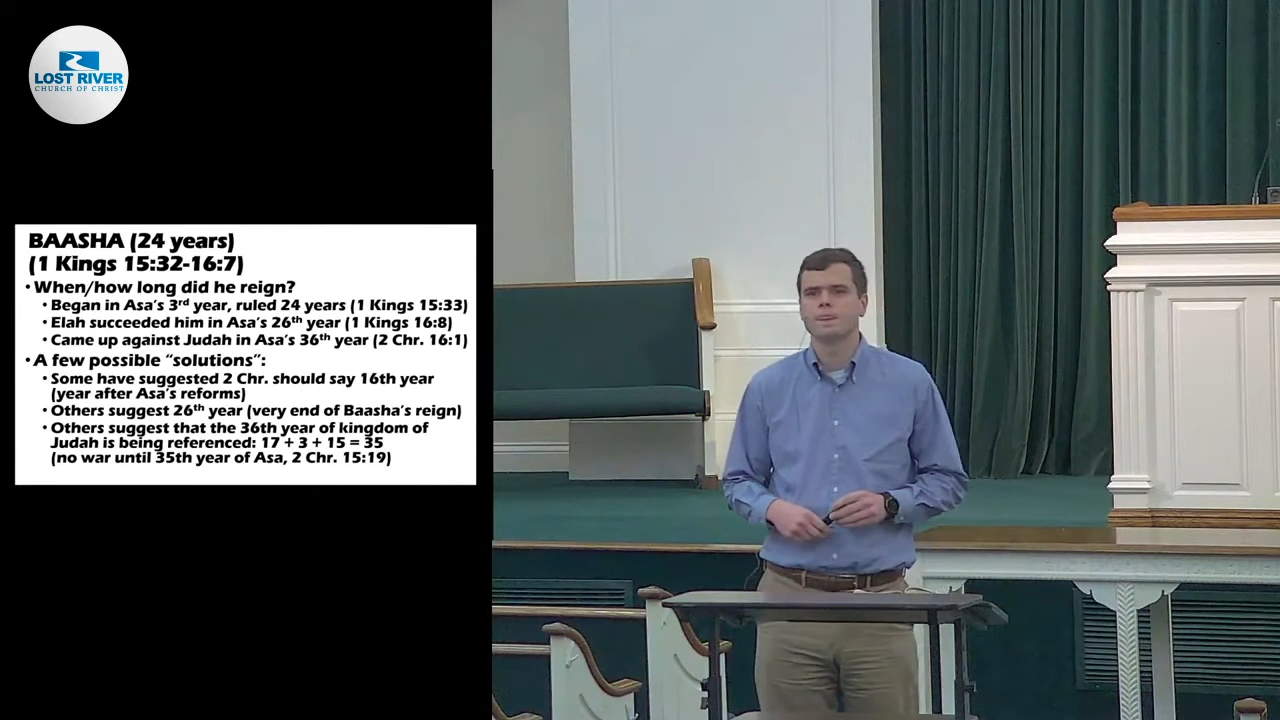 LOST RIVER
CHURCH OF CHRIST
BAASHA (24 years)
(1 Kings 15:32-16:7)
• When/how long did he reign?
• Began in Asa's 3rd year, ruled 24 years (1 Kings 15:33)
• Elah succeeded him in Asa's 26th year (1 Kings 16:8)
• Came up against Judah in Asa's 36th year (2 Chr. 16:1)
• A few possible “solutions”:
• Some have suggested 2 Chr. should say 16th year
(year after Asa's reforms)
• Others suggest 26th year (very end of Baasha's reign)
• Others suggest that the 36th year of kingdom of
Judah is being referenced: 17 + 3 + 15 = 35
(no war until 35th year of Asa, 2 Chr. 15:19)